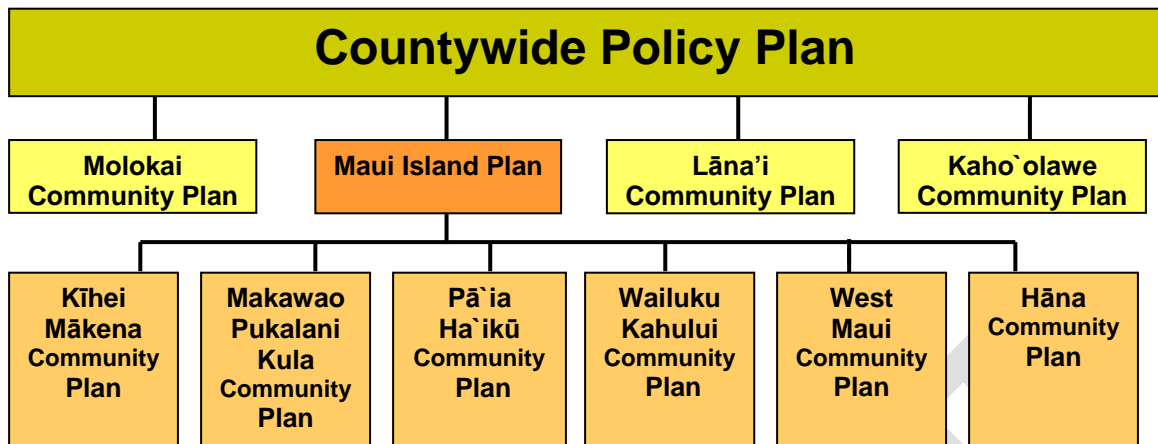 Countywide Policy Plan
Molokai
Community Plan
Maui Island Plan
Lāna'i
Community Plan
Kaho`olawe
Community Plan
Kīhei
Mākena
Community
Plan
Makawao
Pukalani
Kula
Community
Plan
Pā`ia
Ha`ikū
Community
Plan
Wailuku
Kahului
Community
Plan
West
Maui
Community
Plan
Hāna
Community
Plan